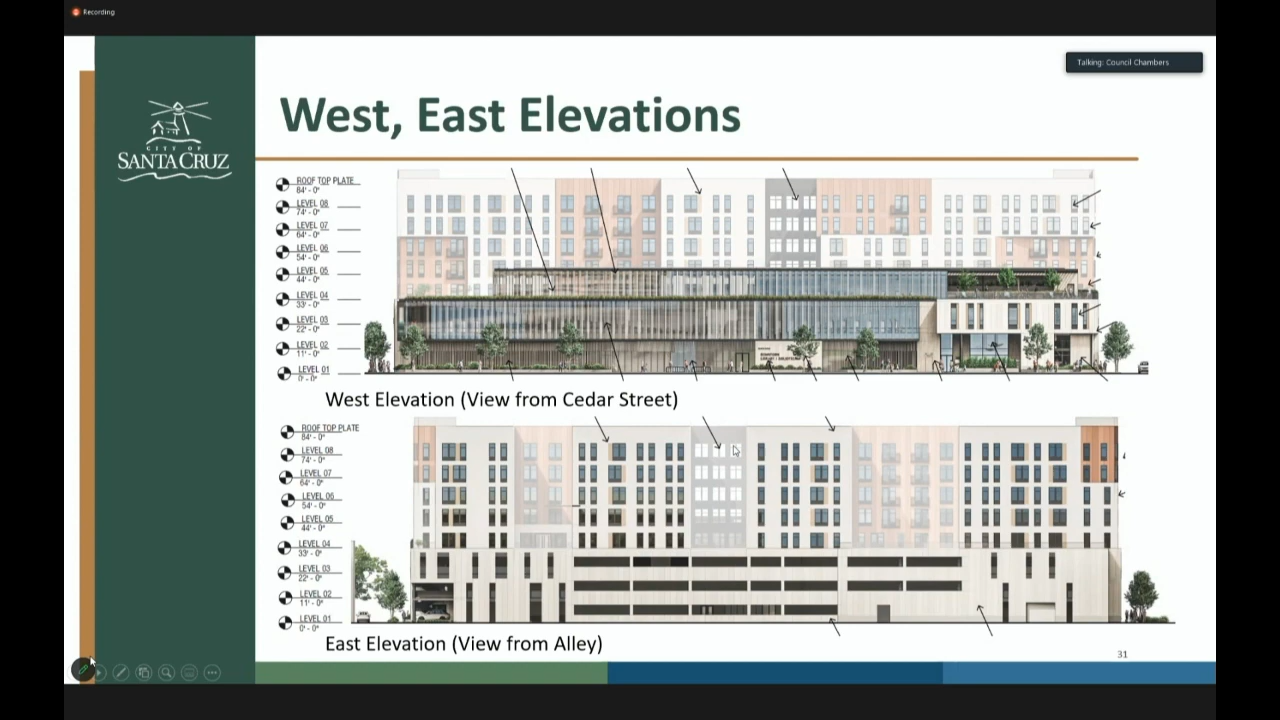 Recording
Talking: Council Chambers
CITY OF
SANTA CRUZ
West, East Elevations
ROOF TOP PLATE
84' - 0"
LEVEL 08
74' - 0"
LEVEL 07
64' - 0"
LEVEL 06
54' - 0"
LEVEL 05
44' - 0"
LEVEL 04
33' - 0"
LEVEL 03
22' - 0"
LEVEL 02
11' - 0"
LEVEL 01
0' - 0"
West Elevation (View from Cedar Street)
ROOF TOP PLATE
84' - 0"
LEVEL 08
74' - 0"
LEVEL 07
64' - 0"
LEVEL 06
54' - 0"
LEVEL 05
44' - 0"
LEVEL 04
33' - 0"
LEVEL 03
22' - 0"
LEVEL 02
11' - 0"
LEVEL 01
0' - 0"
East Elevation (View from Alley)
31